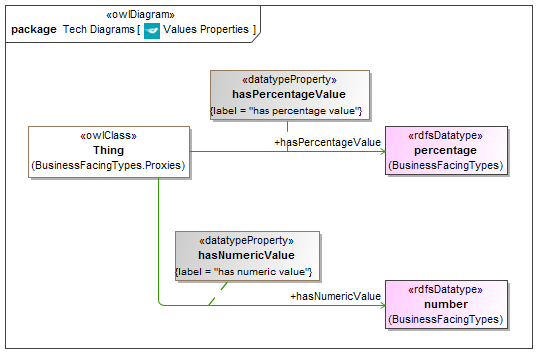 «owlDiagram»
package Tech Diagrams [ Values Properties ]
«datatypeProperty»
hasPercentageValue
{label = "has percentage value"}
«owlClass»
Thing
(BusinessFacingTypes.Proxies)
+hasPercentageValue
«rdfsDatatype»
percentage
(BusinessFacingTypes)
«datatypeProperty»
hasNumericValue
{label = "has numeric value"}
+hasNumericValue
«rdfsDatatype»
number
(BusinessFacingTypes)